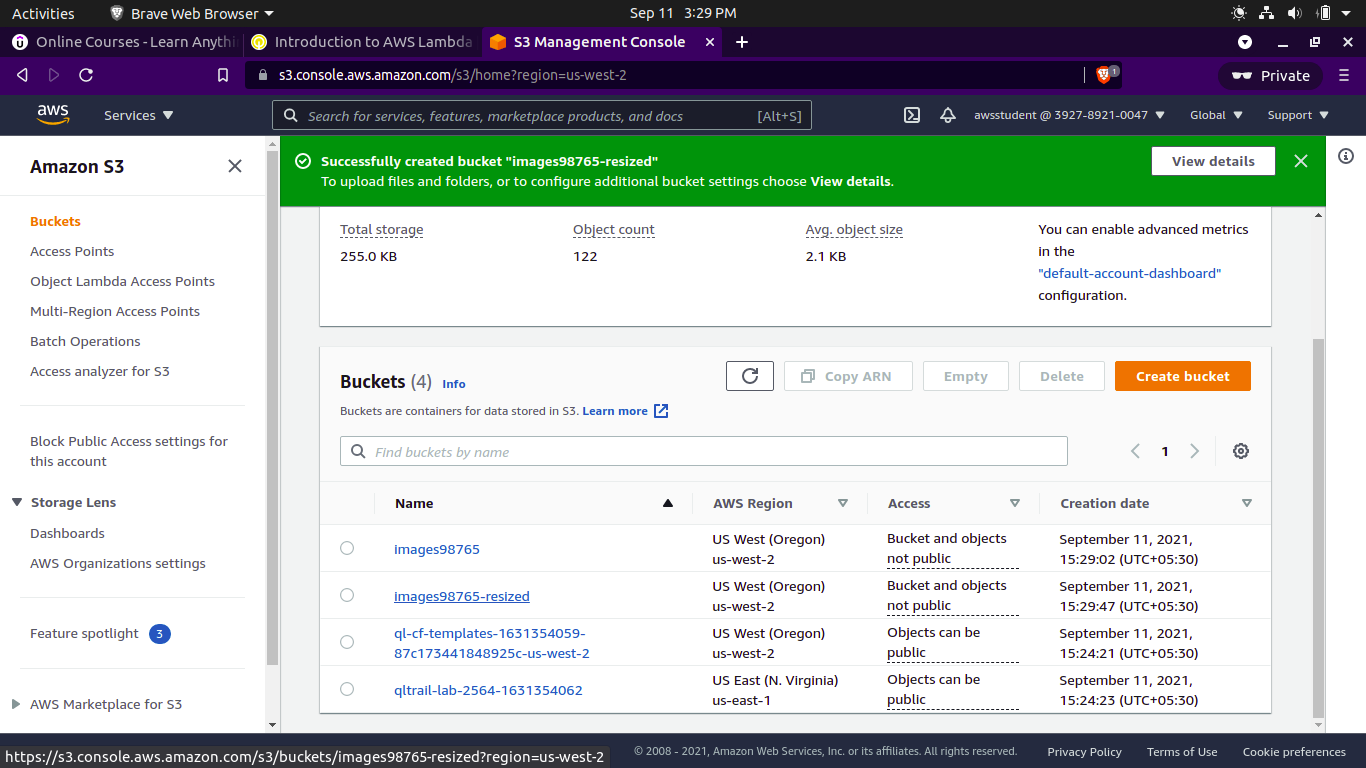 Activities
Brave Web Browser
Sep 11 3:29 PM
Online Courses - Learn Anythi
Introduction to AWS Lambda
S3 Management Console
s3.console.aws.amazon.com/s3/home?region=us-west-2
1
Private
aws
Services
Search for services, features, marketplace products, and docs
[Alt+S]
awsstudent @ 3927-8921-0047
Global
Support
Amazon S3
Buckets
Access Points
Object Lambda Access Points
Multi-Region Access Points
Batch Operations
Access analyzer for S3
Block Public Access settings for
this account
Storage Lens
Dashboards
AWS Organizations settings
Feature spotlight 3
AWS Marketplace for S3
Successfully created bucket "images98765-resized"
To upload files and folders, or to configure additional bucket settings choose View details.
View details
Total storage
255.0 KB
Object count
122
Avg. object size
2.1 KB
You can enable advanced metrics
in the
"default-account-dashboard"
configuration.
Buckets (4) Info
Copy ARN
Empty
Delete
Create bucket
Buckets are containers for data stored in S3. Learn more
Find buckets by name
1
Name
AWS Region
Access
Creation date
images98765
US West (Oregon)
us-west-2
Bucket and objects
not public
September 11, 2021,
15:29:02 (UTC+05:30)
images98765-resized
US West (Oregon)
us-west-2
Bucket and objects
not public
September 11, 2021,
15:29:47 (UTC+05:30)
ql-cf-templates-1631354059-
87c173441848925c-us-west-2
US West (Oregon)
us-west-2
Objects can be
public
September 11, 2021,
15:24:21 (UTC+05:30)
qltrail-lab-2564-1631354062
US East (N. Virginia)
us-east-1
Objects can be
public
September 11, 2021,
15:24:23 (UTC+05:30)
https://s3.console.aws.amazon.com/s3/buckets/images98765-resized?region=us-west-2
© 2008 - 2021, Amazon Web Services, Inc. or its affiliates. All rights reserved.
Privacy Policy
Terms of Use
Cookie preferences